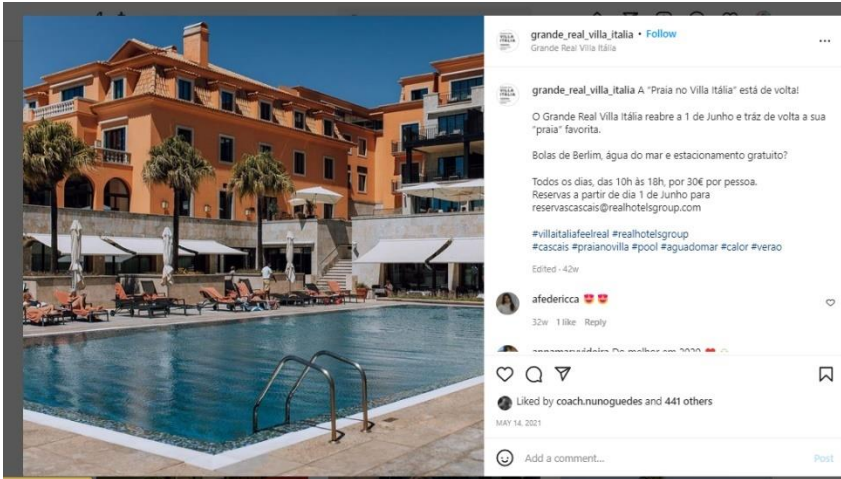 grande_real_villa_italia • Follow
Grande Real Villa Itália
grande_real_villa_italia A "Praia no Villa Itália" está de volta!
O Grande Real Villa Itália reabre a 1 de Junho e tráz de volta a sua
"praia" favorita.
Bolas de Berlim, água do mar e estacionamento gratuito?
Todos os dias, das 10h às 18h, por 30€ por pessoa.
Reservas a partir de dia 1 de Junho para
reservascascais@realhotelsgroup.com
#villaitaliafeelreal #realhotelsgroup
#cascais #praianovilla #pool #aguadomar #calor #verao
Edited · 42w
afedericca 😍 😍
32w 1 like Reply
Liked by coach.nunoguedes and 441 others
MAY 14, 2021
Add a comment...
Post